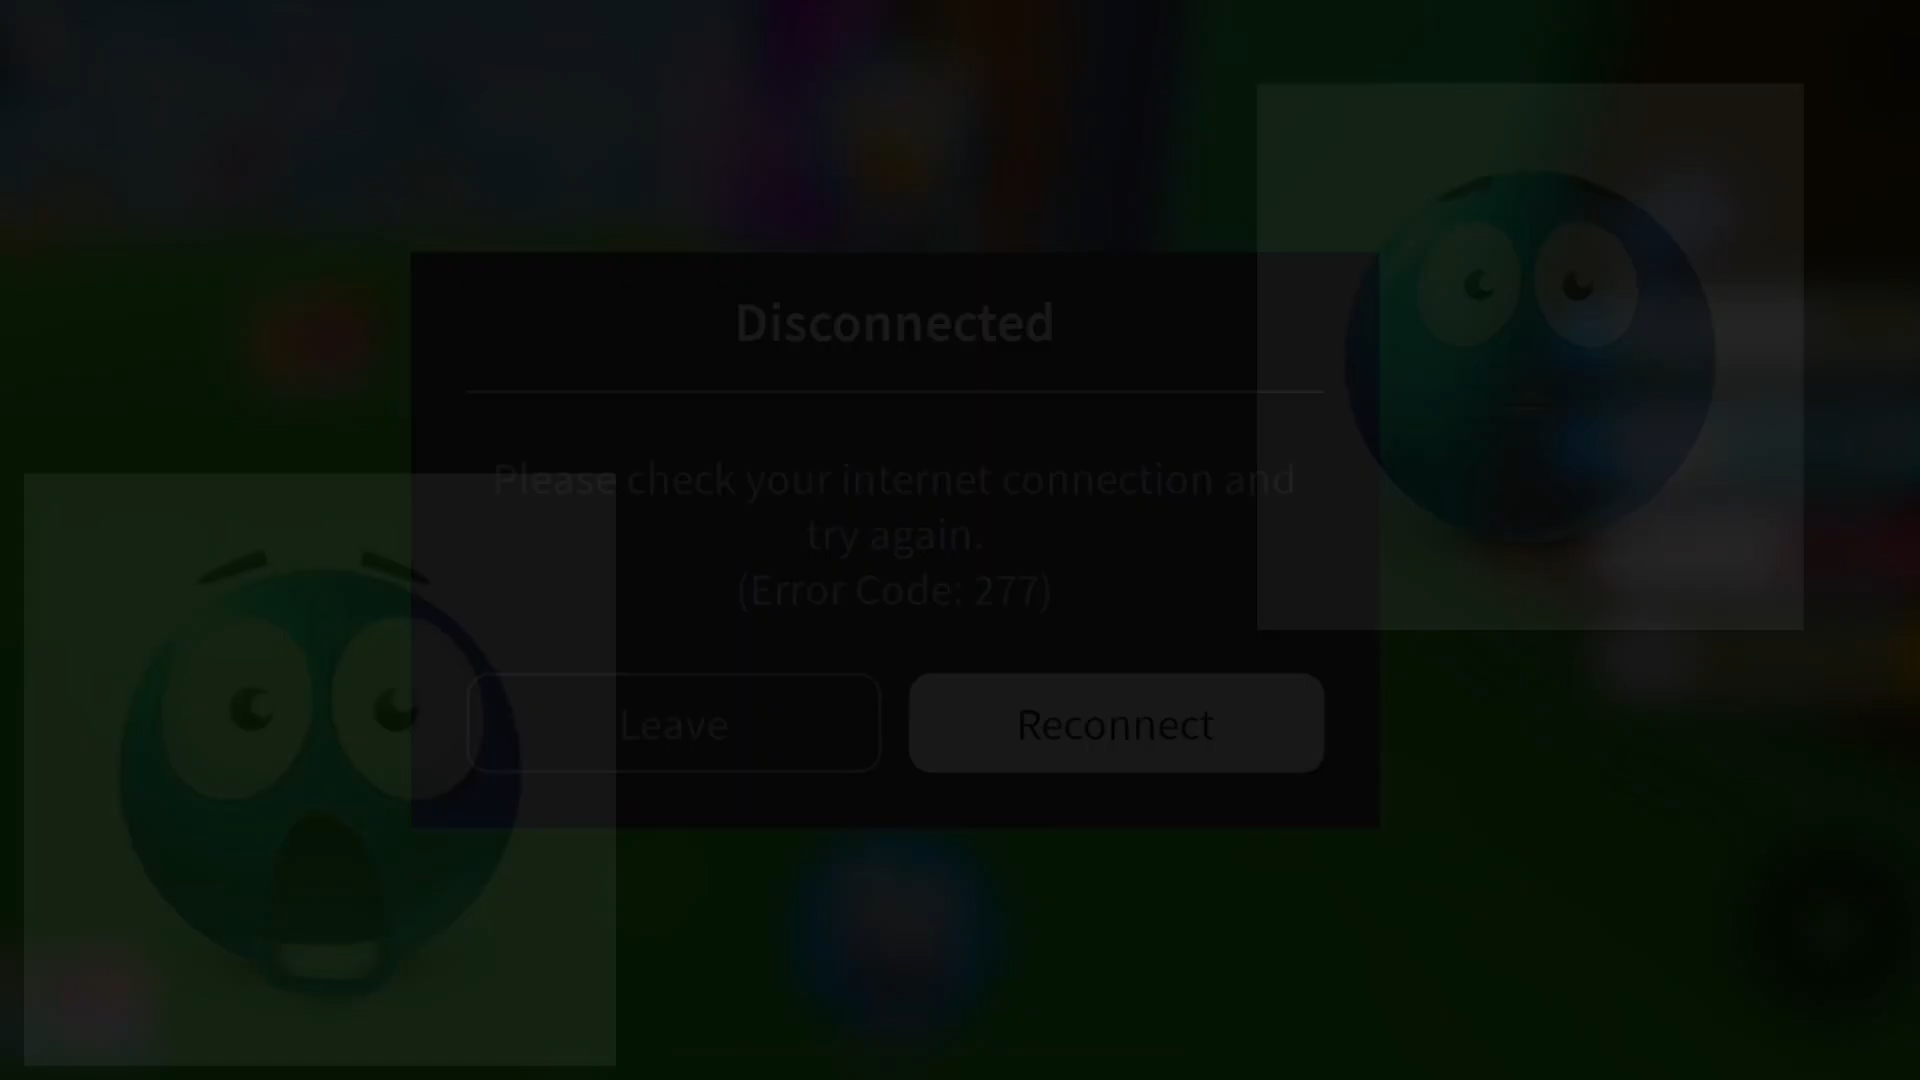 Disconnected
Please check your internet connection and
try again.
(Error Code: 277)
Leave
Reconnect